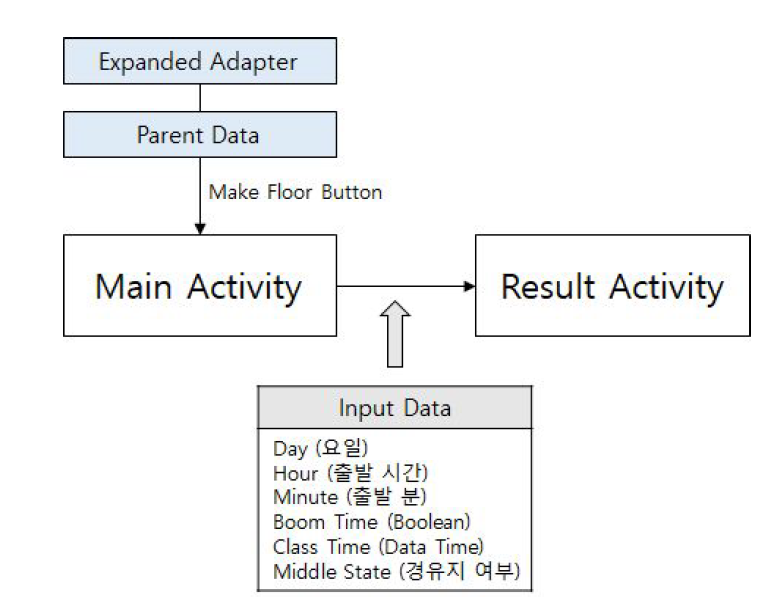 Expanded Adapter
Parent Data
Make Floor Button
Main Activity
Result Activity
Input Data
Day (요일)
Hour (출발 시간)
Minute (출발 분)
Boom Time (Boolean)
Class Time (Data Time)
Middle State (경유지 여부)